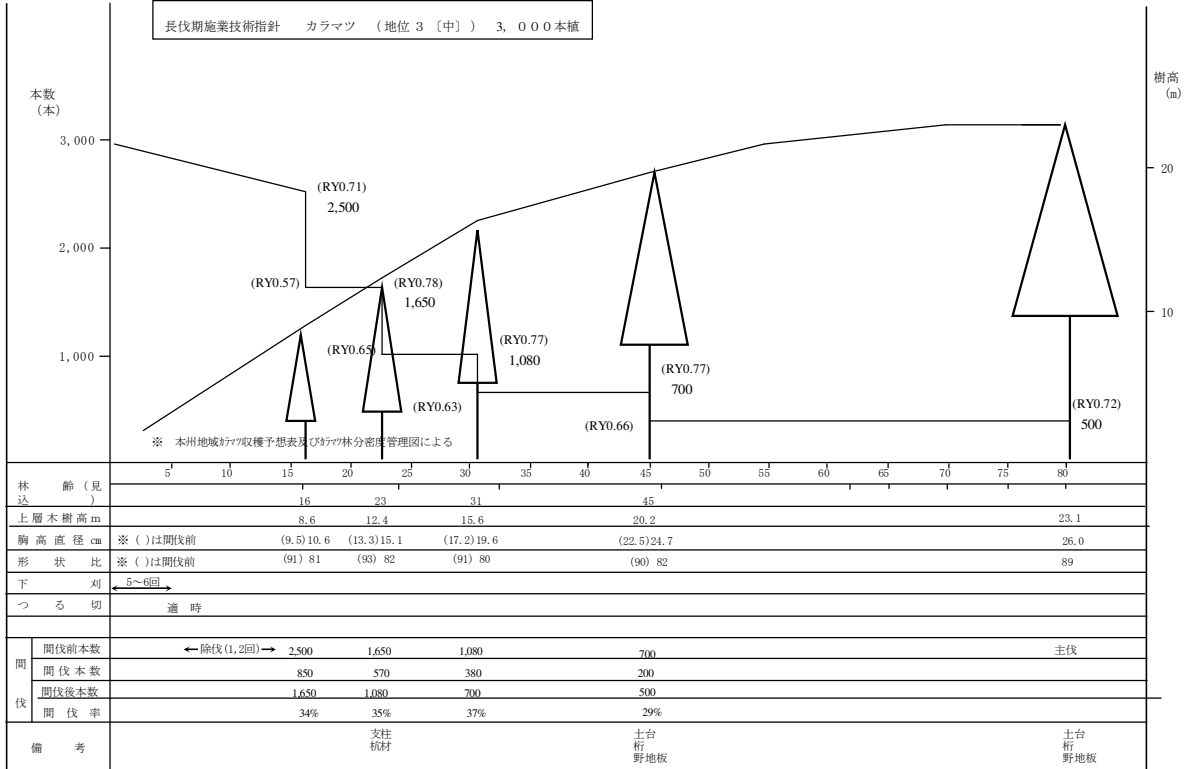 長伐期施業技術指針　　カラマツ　（地位３〔中〕）　３，０００本植
本数
（本）
樹高
(m)
3,000
2,000
1,000
20
10
(RY0.71)
2,500
(RY0.57)
(RY0.78)
1,650
(RY0.65)
(RY0.77)
1,080
(RY0.63)
(RY0.77)
700
(RY0.66)
(RY0.72)
500
※　本州地域ｶﾗﾏﾂ収穫予想表及びｶﾗﾏﾂ林分密度管理図による
5 10 15 20 25 30 35 40 45 50 55 60 65 70 75 80
林　　齢（見込　　）　16　23　31　45
上層木樹高ｍ　8.6　12.4　15.6　20.2　23.1
胸高直径㎝　※（ ）は間伐前　(9.5)10.6　(13.3)15.1　(17.2)19.6　(22.5)24.7　26.0
形　状　比　※（ ）は間伐前　(91) 81　(93) 82　(91) 80　(90) 82　89
下　　刈　5～6回
つ　る　切　適　時
間伐
間伐前本数　除伐(1,2回)　2,500　1,650　1,080　700　主伐
間伐本数　850　570　380　200
間伐後本数　1,650　1,080　700　500
間　伐　率　34%　35%　37%　29%
備　考
支柱
杭材
土台
桁
野地板
土台
桁
野地板